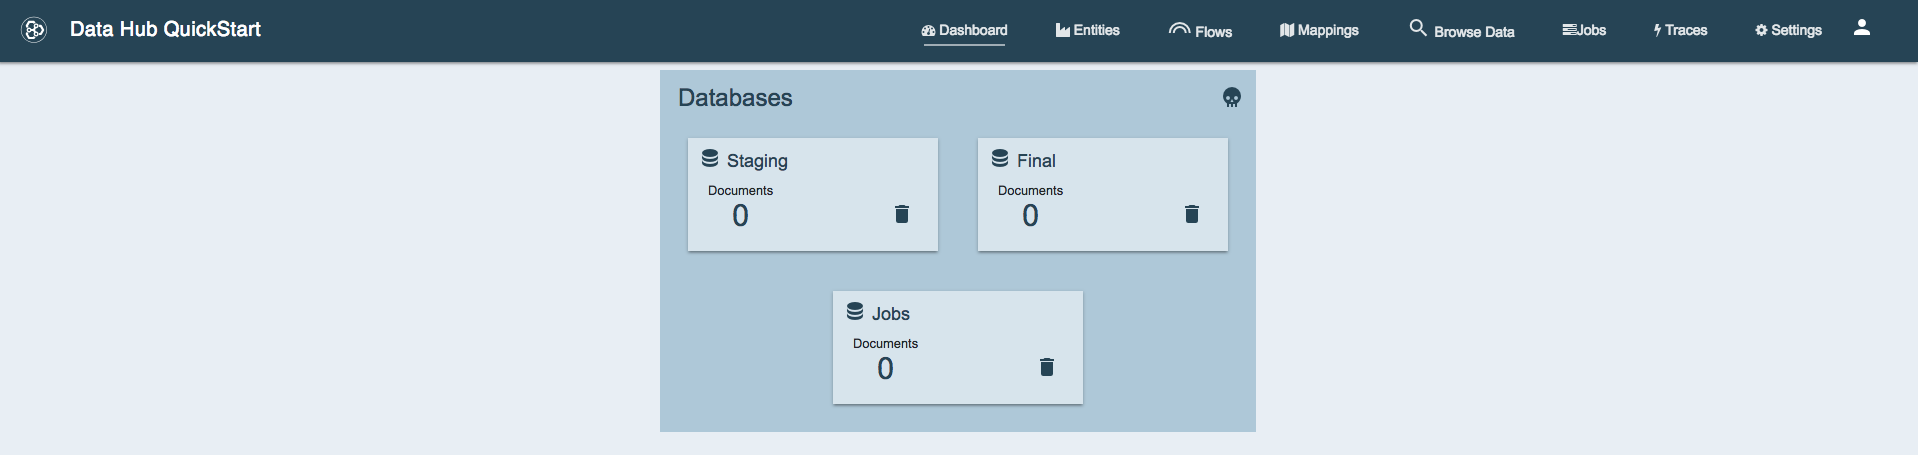 Data Hub QuickStart
Dashboard Entities Flows Mappings Browse Data Jobs Traces Settings
Databases
Staging Final
Documents Documents
0 0
Jobs
Documents
0